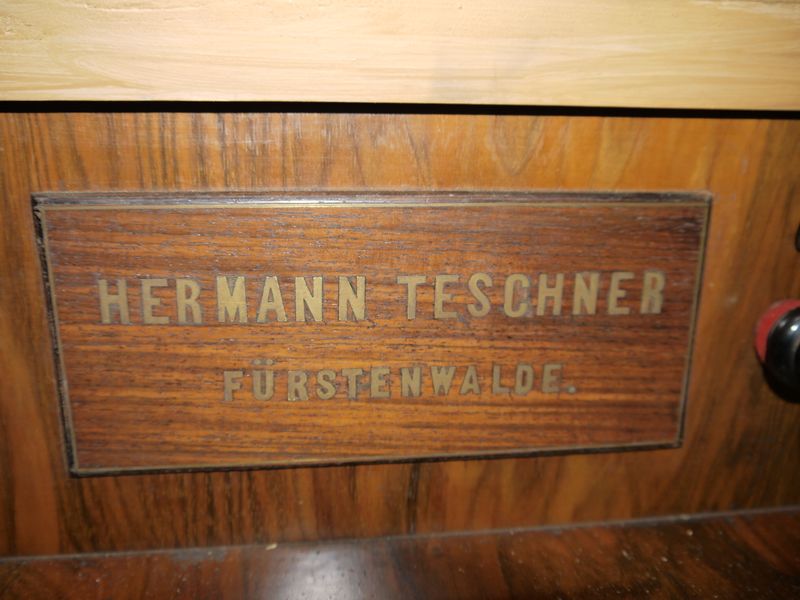 HERMANN TESCHNER
FÜRSTENWALDE.